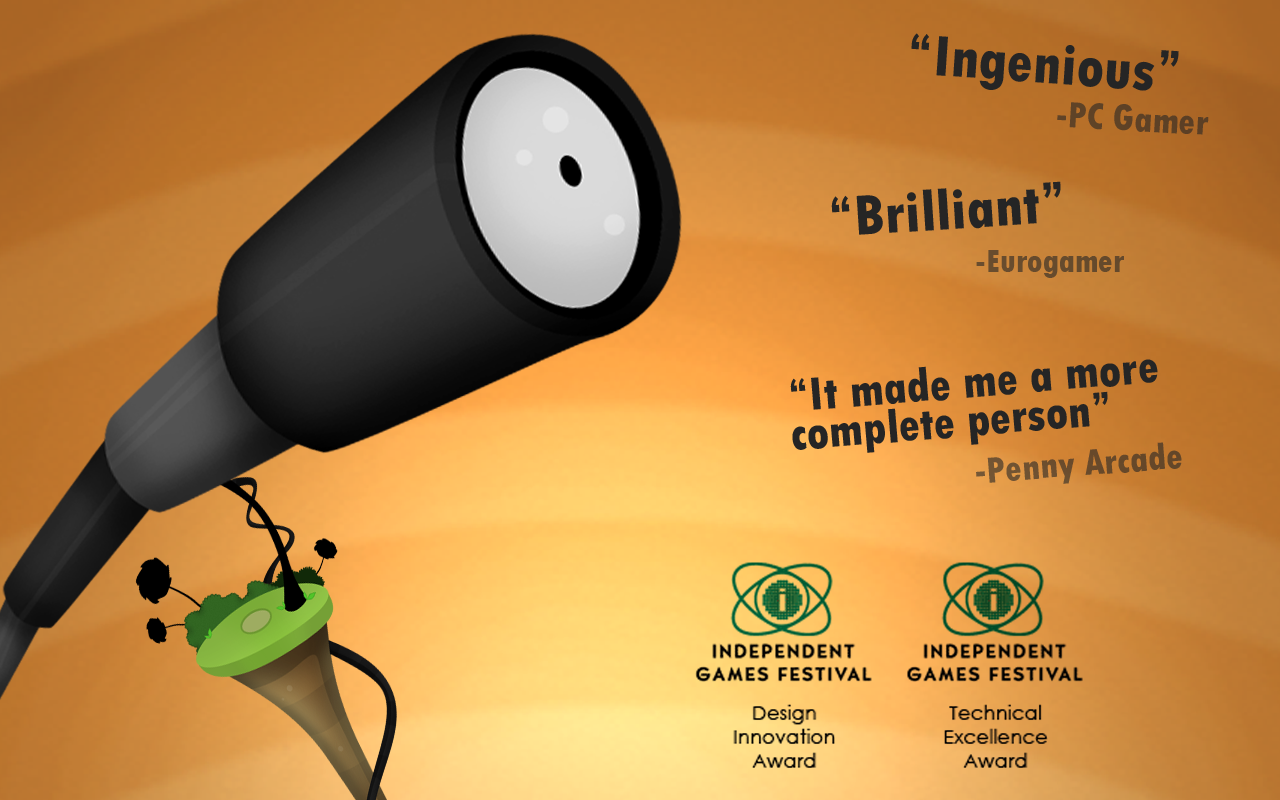 “Ingenious”
-PC Gamer
“Brilliant”
-Eurogamer
“It made me a more
complete person”
-Penny Arcade
i
INDEPENDENT
GAMES FESTIVAL
Design
Innovation
Award
i
INDEPENDENT
GAMES FESTIVAL
Technical
Excellence
Award